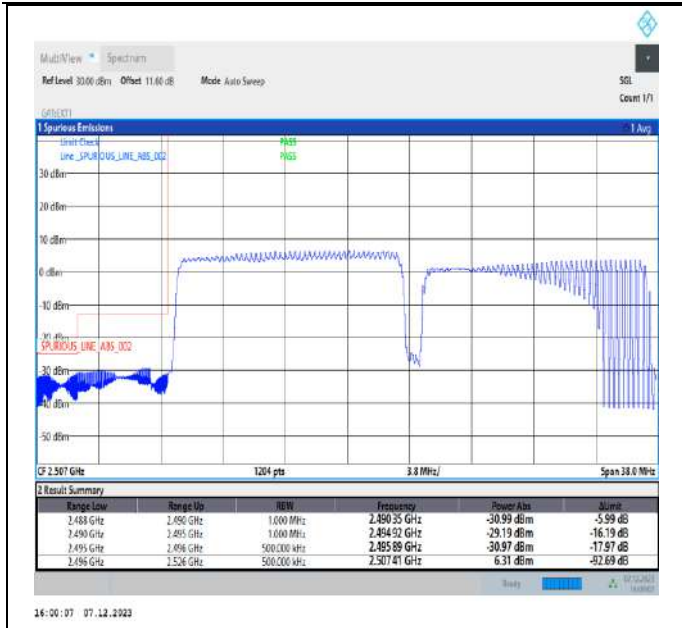 MultiView Spectrum
Ref Level 30.00 dBm Offset 11.60 dB Mode Auto Sweep SGL
Count 1/1
1 Spurious Emissions 1 Avg
Limit Check PASS
Line _SPURIOUS_LINE_ABS_002 PASS
30 dBm
20 dBm
10 dBm
0 dBm
-10 dBm
-20 dBm
SPURIOUS_LINE_ABS_002
-30 dBm
-40 dBm
-50 dBm
CF 2.507 GHz 1204 pts 3.8 MHz/ Span 38.0 MHz
2 Result Summary
Range Low Range Up RBW Frequency Power Abs ΔLimit
2.488 GHz 2.490 GHz 1.000 MHz 2.49035 GHz -30.99 dBm -5.99 dB
2.490 GHz 2.495 GHz 1.000 MHz 2.49492 GHz -29.19 dBm -16.19 dB
2.495 GHz 2.496 GHz 500.000 kHz 2.49589 GHz -30.97 dBm -17.97 dB
2.496 GHz 2.526 GHz 500.000 kHz 2.50741 GHz 6.31 dBm -92.69 dB
Ready 07.12.2023
16:00:07 07.12.2023